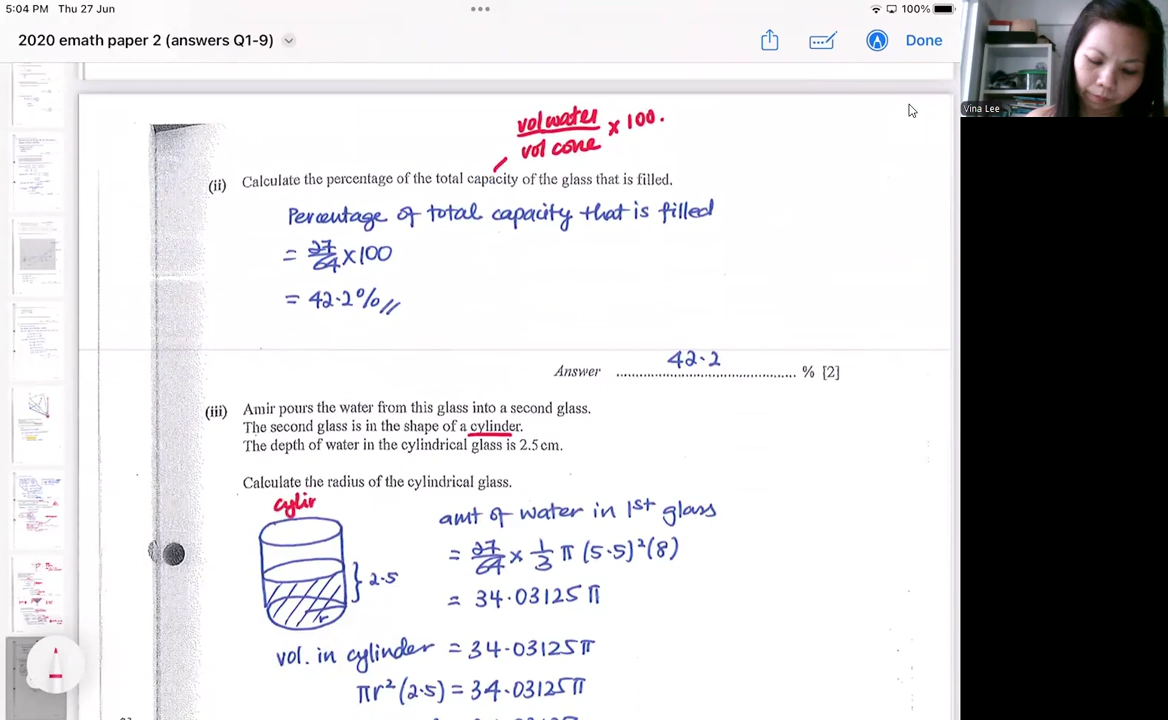 5:04 PM Thu 27 Jun
100%
2020 emath paper 2 (answers Q1-9)
Done
Vina Lee
vol water
vol cone
× 100.
(ii) Calculate the percentage of the total capacity of the glass that is filled.
Percentage of total capacity that is filled
= 27/64 × 100
= 42.2% //
42.2
Answer ............................................. % [2]
(iii) Amir pours the water from this glass into a second glass.
The second glass is in the shape of a cylinder.
The depth of water in the cylindrical glass is 2.5 cm.
Calculate the radius of the cylindrical glass.
cylir
amt of water in 1st glass
= 27/64 × 1/3 π (5.5)²(8)
2.5
= 34.03125 π
r
vol. in cylinder = 34.03125π
πr²(2.5) = 34.03125π